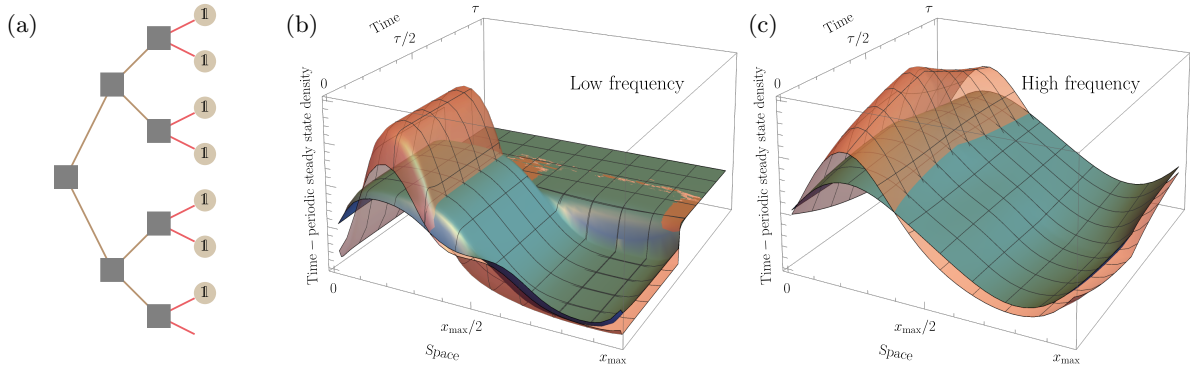 (a)
𝟙
𝟙
𝟙
𝟙
𝟙
𝟙
𝟙
(b)
Time
0
τ/2
τ
Low frequency
Time − periodic steady state density
0
x_max/2
x_max
Space
(c)
Time
0
τ/2
τ
High frequency
Time − periodic steady state density
0
x_max/2
x_max
Space